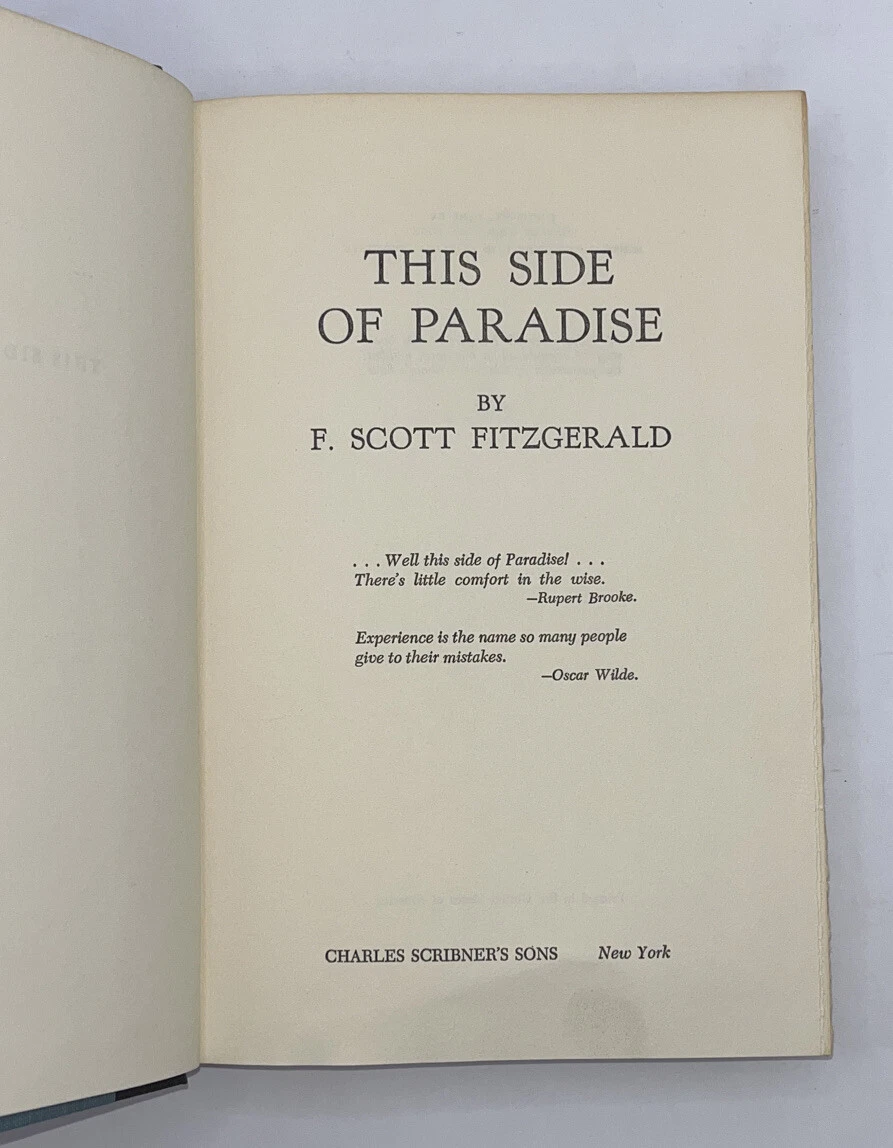 THIS SIDE
OF PARADISE
BY
F. SCOTT FITZGERALD
. . . Well this side of Paradise! . . .
There's little comfort in the wise.
—Rupert Brooke.
Experience is the name so many people
give to their mistakes.
—Oscar Wilde.
CHARLES SCRIBNER'S SONS New York